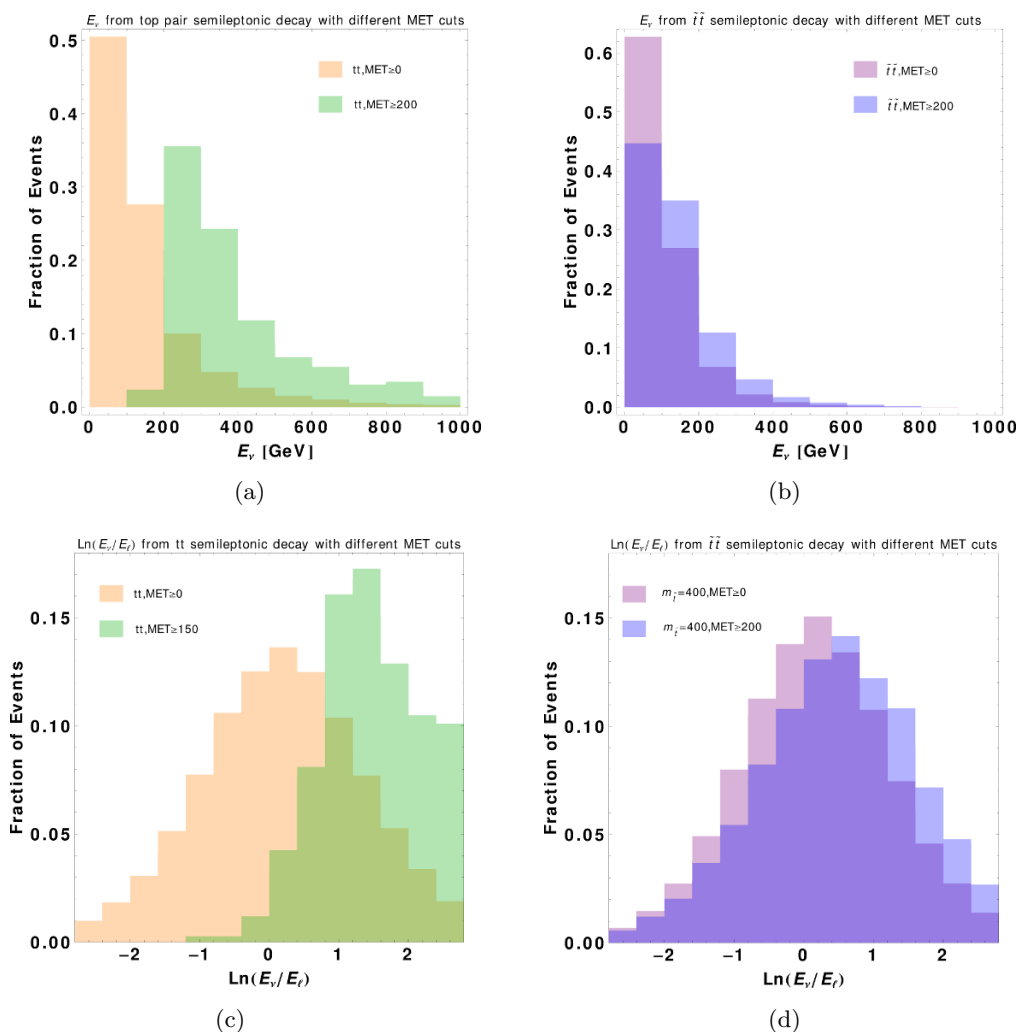 E_ν from top pair semileptonic decay with different MET cuts
tt,MET≥0
tt,MET≥200
Fraction of Events
0.5
0.4
0.3
0.2
0.1
0.0
0 200 400 600 800 1000
E_ν [GeV]
(a)
E_ν from t̃t̃ semileptonic decay with different MET cuts
t̃t̃,MET≥0
t̃t̃,MET≥200
Fraction of Events
0.6
0.5
0.4
0.3
0.2
0.1
0.0
0 200 400 600 800 1000
E_ν [GeV]
(b)
Ln(E_ν/E_ℓ) from tt semileptonic decay with different MET cuts
tt,MET≥0
tt,MET≥150
Fraction of Events
0.15
0.10
0.05
0.00
−2 −1 0 1 2
Ln(E_ν/E_ℓ)
(c)
Ln(E_ν/E_ℓ) from t̃t̃ semileptonic decay with different MET cuts
m_t̃=400,MET≥0
m_t̃=400,MET≥200
Fraction of Events
0.15
0.10
0.05
0.00
−2 −1 0 1 2
Ln(E_ν/E_ℓ)
(d)